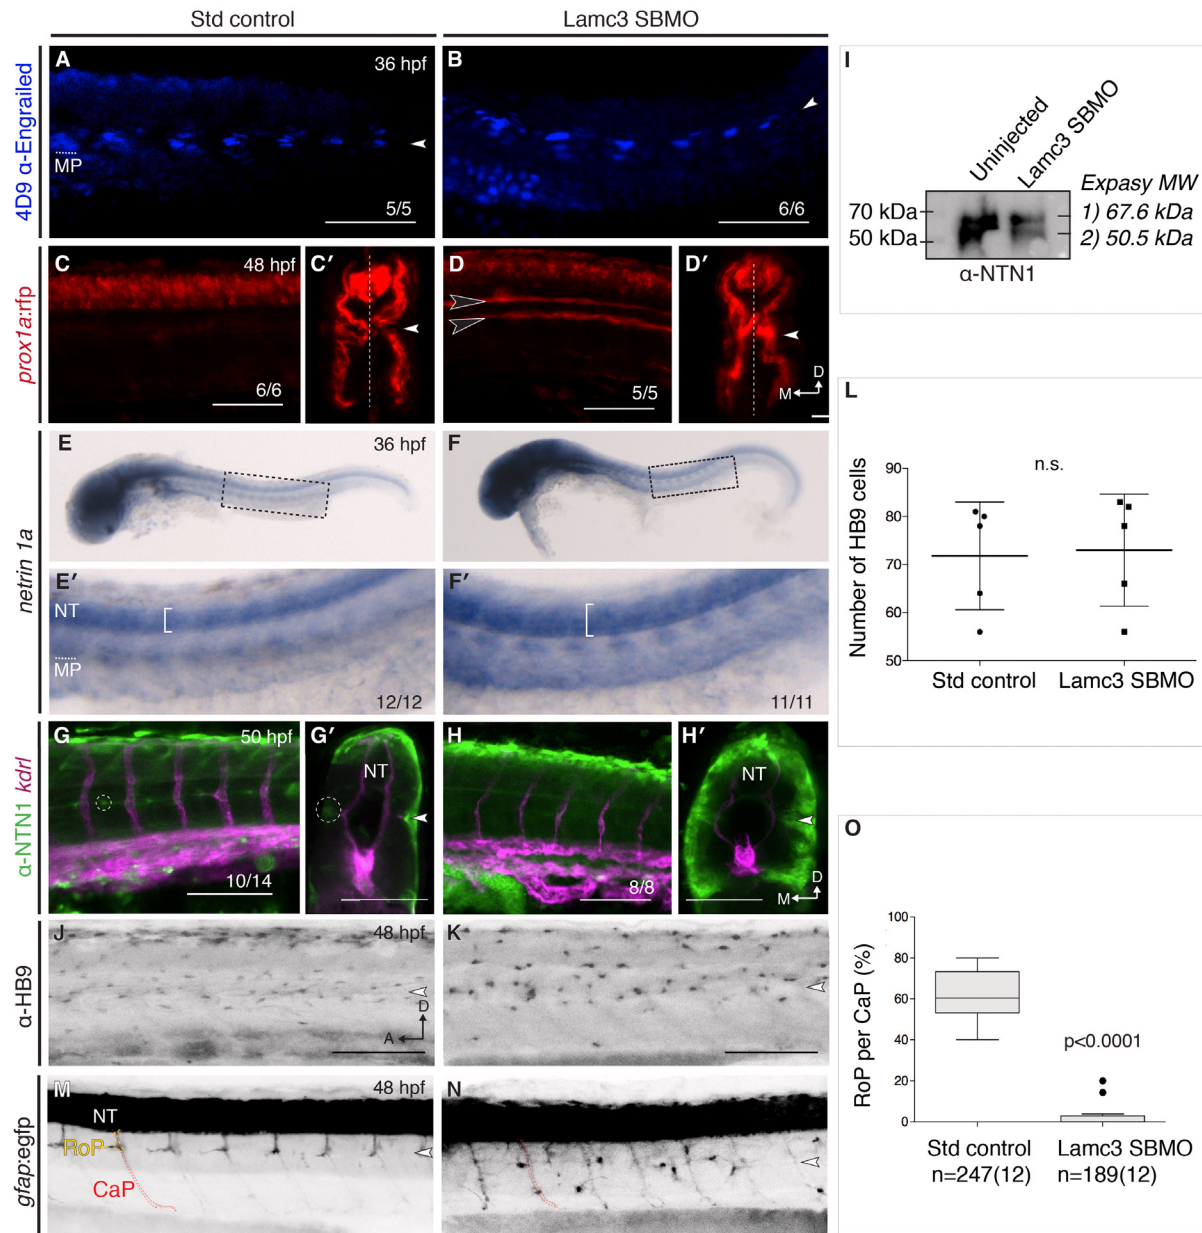 Std control
Lamc3 SBMO
4D9 α-Engrailed
A
36 hpf
MP
5/5
B
6/6
prox1a:rfp
C
48 hpf
6/6
C′
D
5/5
D′
D
M
netrin 1a
E
36 hpf
F
E′
NT
MP
12/12
F′
11/11
α-NTN1 kdrl
G
50 hpf
10/14
G′
NT
H
8/8
H′
NT
D
M
α-HB9
J
48 hpf
D
A
K
gfap:egfp
M
48 hpf
NT
RoP
CaP
N
I
Uninjected
Lamc3 SBMO
Expasy MW
70 kDa
1) 67.6 kDa
50 kDa
2) 50.5 kDa
α-NTN1
L
n.s.
Number of HB9 cells
90
80
70
60
50
Std control
Lamc3 SBMO
O
RoP per CaP (%)
100
80
60
40
20
0
p<0.0001
Std control
n=247(12)
Lamc3 SBMO
n=189(12)